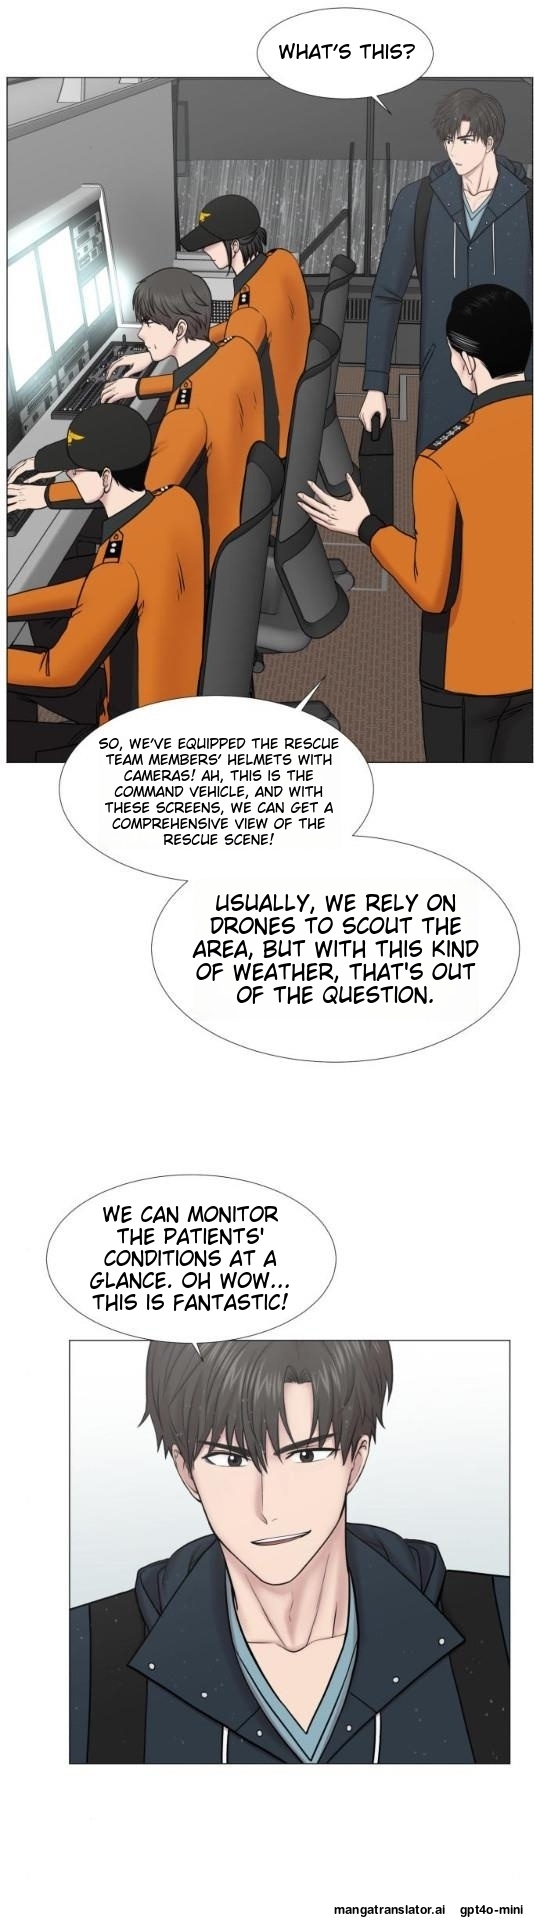 WHAT'S THIS?
SO, WE'VE EQUIPPED THE RESCUE
TEAM MEMBERS' HELMETS WITH
CAMERAS! AH, THIS IS THE
COMMAND VEHICLE, AND WITH
THESE SCREENS, WE CAN GET A
COMPREHENSIVE VIEW OF THE
RESCUE SCENE!
USUALLY, WE RELY ON
DRONES TO SCOUT THE
AREA, BUT WITH THIS KIND
OF WEATHER, THAT'S OUT
OF THE QUESTION.
WE CAN MONITOR
THE PATIENTS'
CONDITIONS AT A
GLANCE. OH WOW...
THIS IS FANTASTIC!
mangatranslator.ai gpt4o-mini